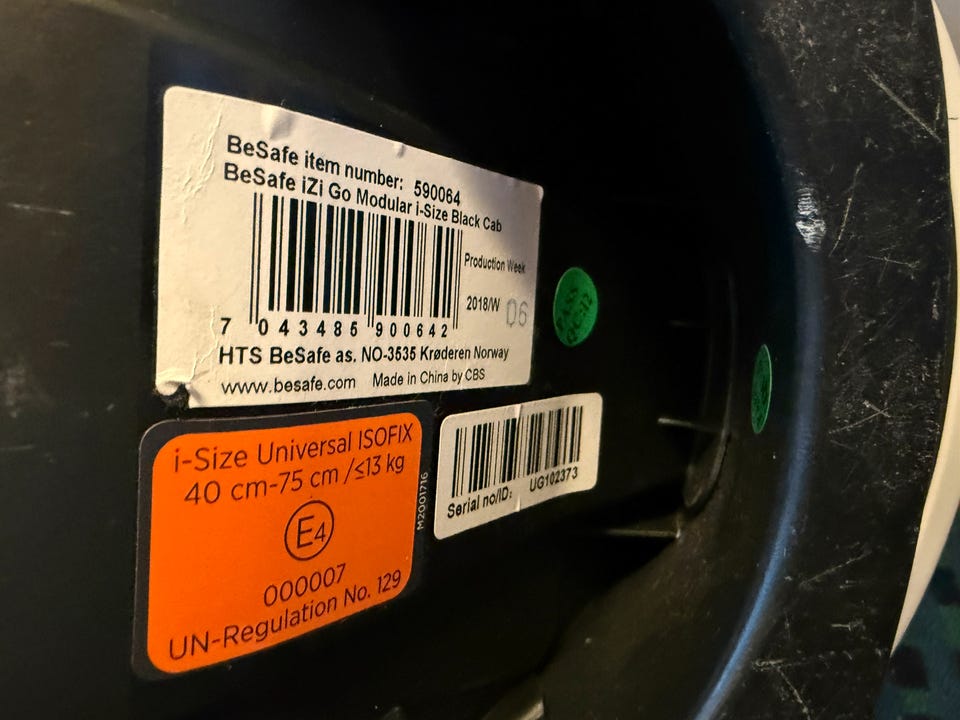 BeSafe item number: 590064
BeSafe iZi Go Modular i-Size Black Cab
Production Week
2018/W 06
7 043485 900642
HTS BeSafe as. NO-3535 Krøderen Norway
www.besafe.com Made in China by CBS
i-Size Universal ISOFIX
40 cm-75 cm /≤13 kg
E4
000007
UN-Regulation No. 129
M2001716
Serial no/ID: UG102373